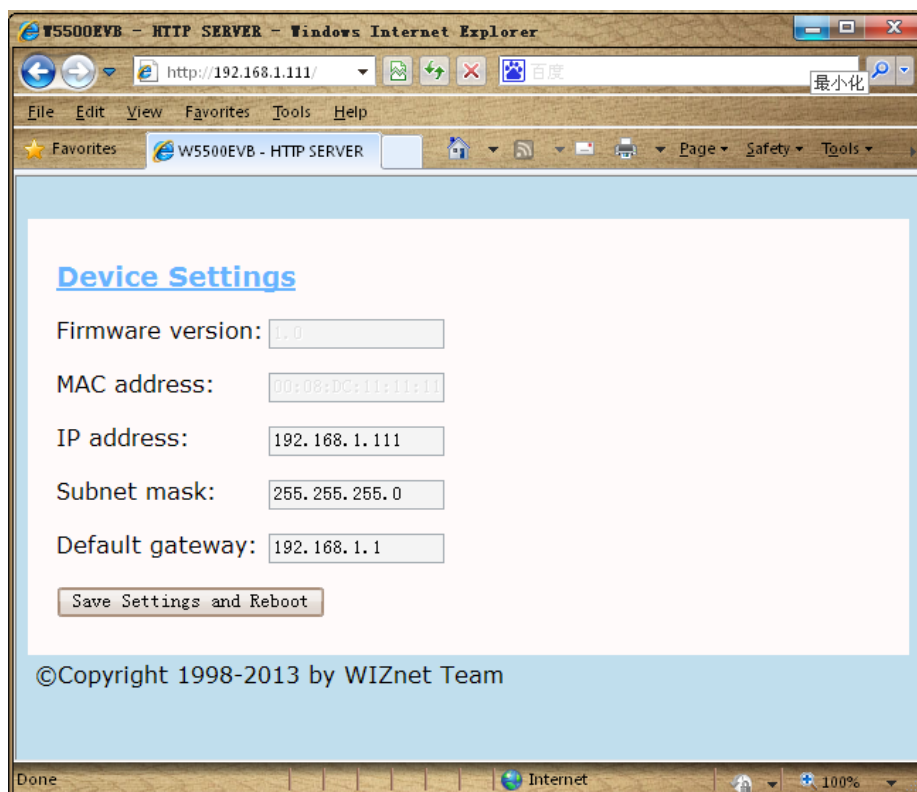 W5500EVB - HTTP SERVER - Windows Internet Explorer
http://192.168.1.111/
百度
最小化
File Edit View Favorites Tools Help
Favorites
W5500EVB - HTTP SERVER
Page Safety Tools
Device Settings
Firmware version: 1.0
MAC address: 00:08:DC:11:11:11
IP address: 192.168.1.111
Subnet mask: 255.255.255.0
Default gateway: 192.168.1.1
Save Settings and Reboot
©Copyright 1998-2013 by WIZnet Team
Done
Internet
100%